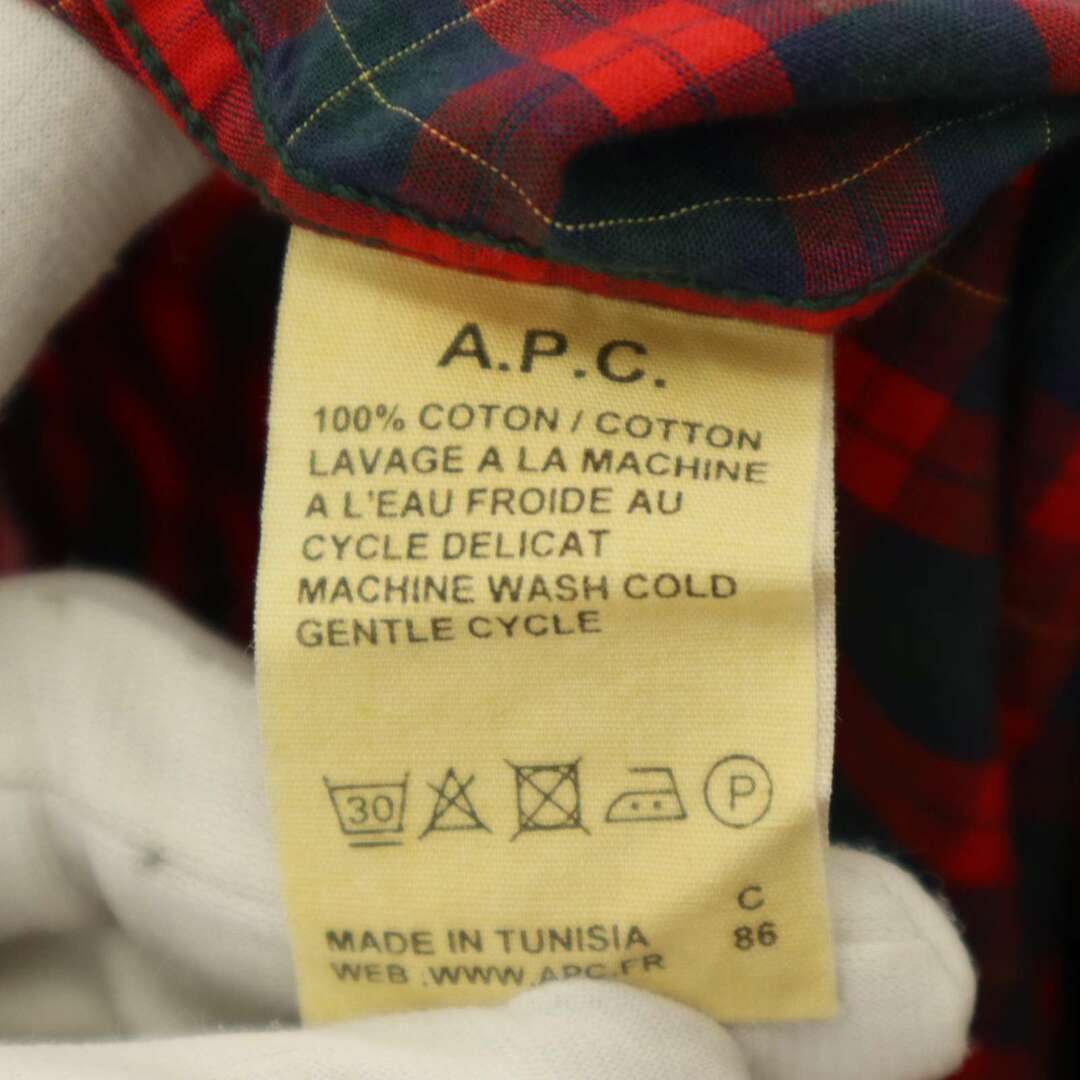 A.P.C.
100% COTON / COTTON
LAVAGE A LA MACHINE
A L'EAU FROIDE AU
CYCLE DELICAT
MACHINE WASH COLD
GENTLE CYCLE
30
P
C
86
MADE IN TUNISIA
WEB .WWW.APC.FR